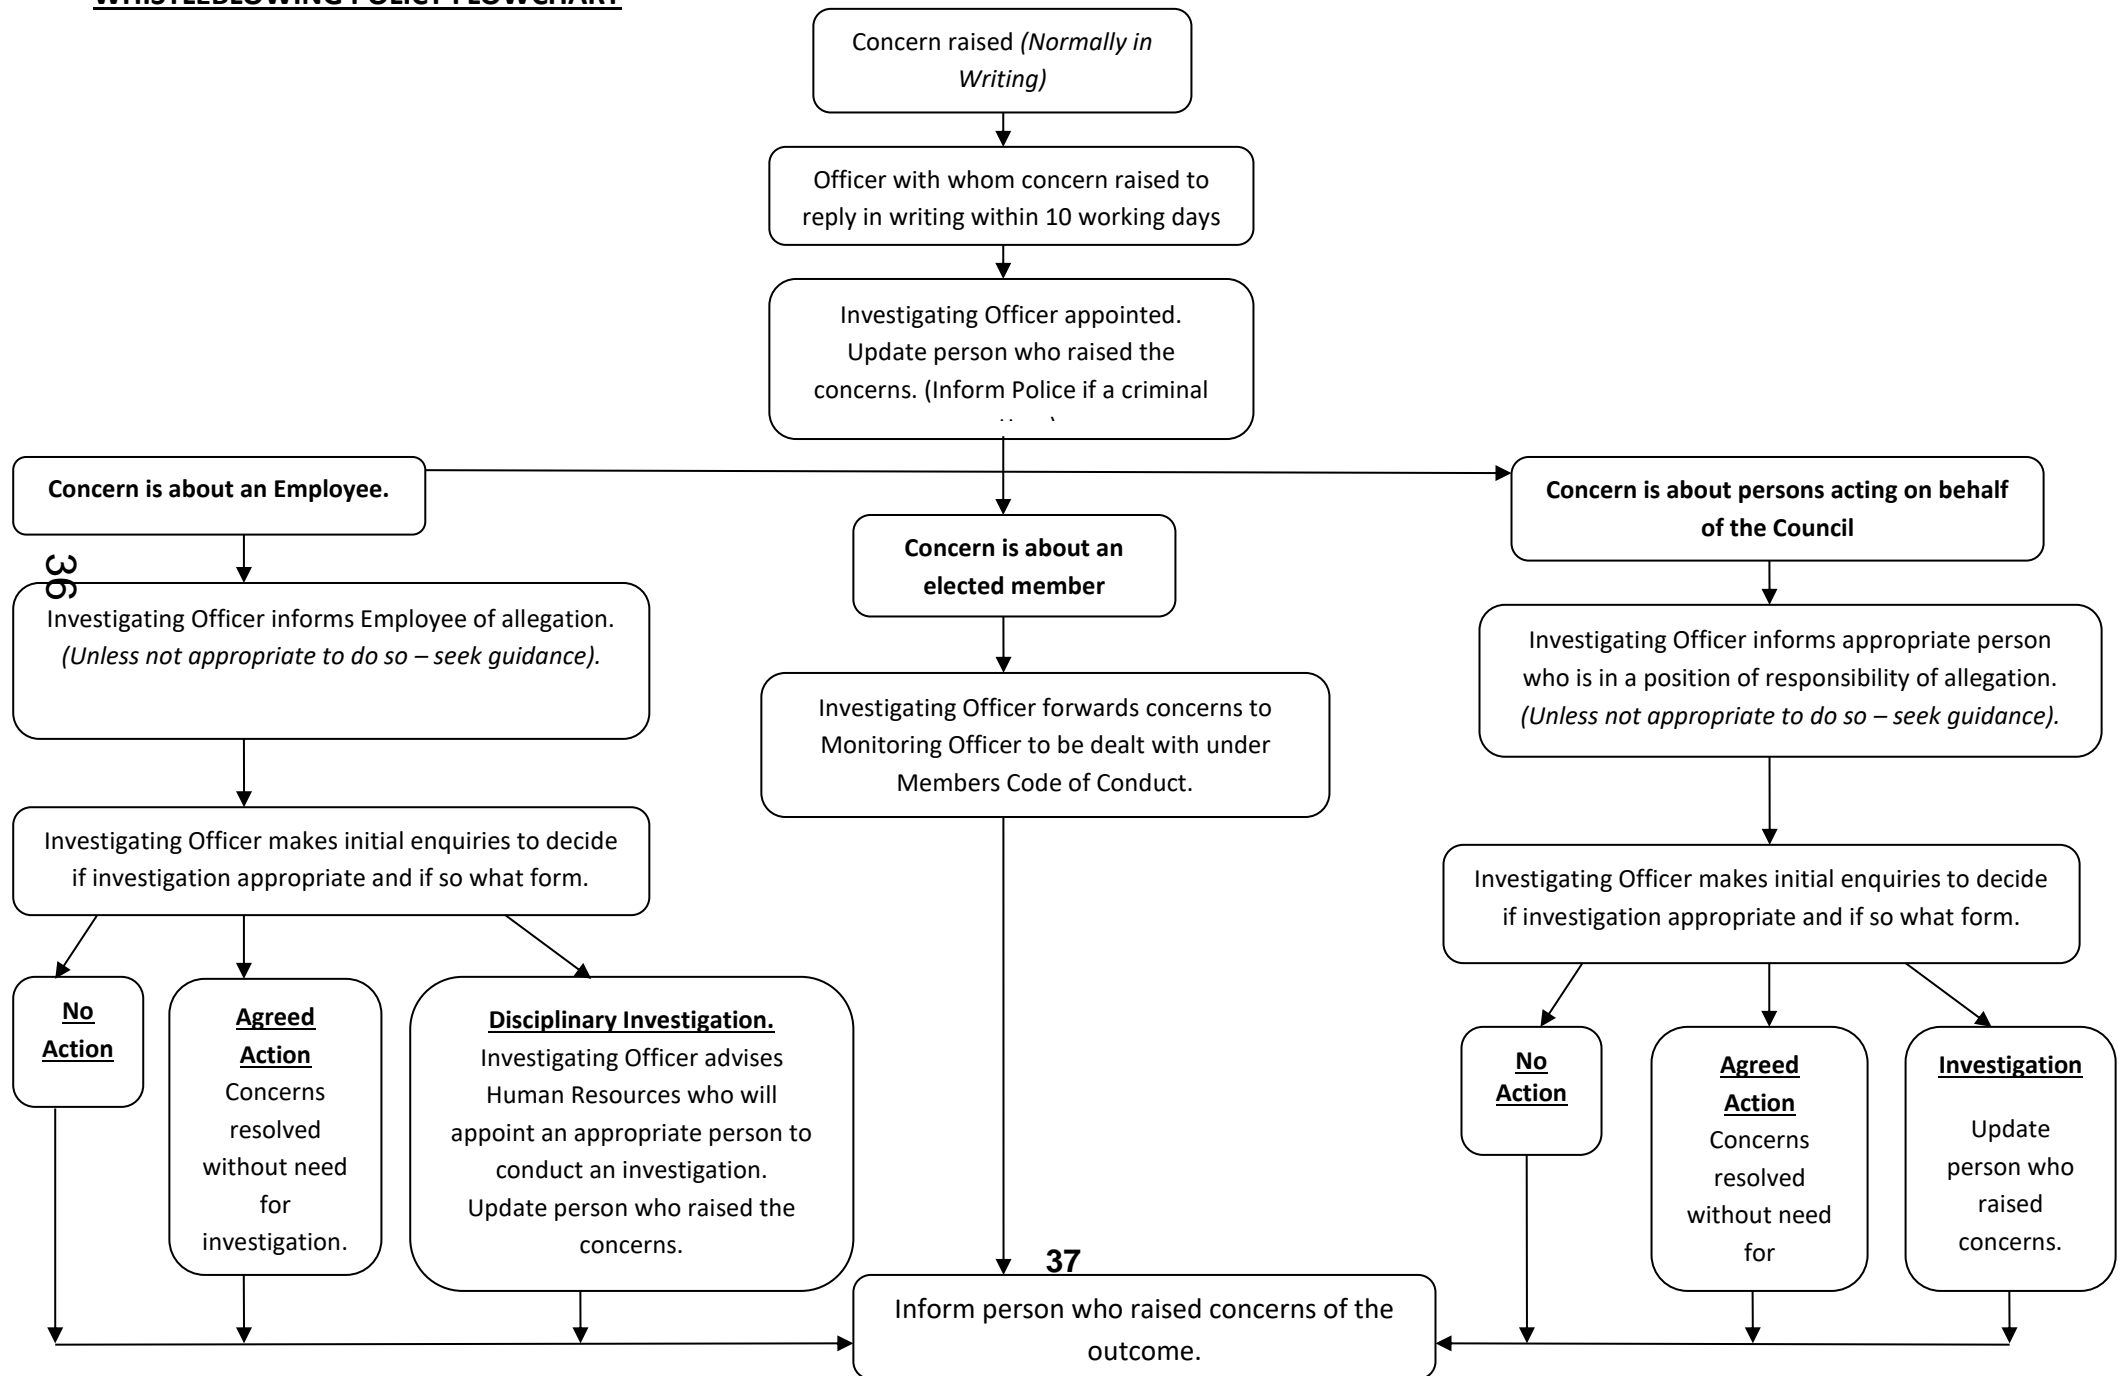 WHISTLEBLOWING POLICY FLOWCHART
Concern raised (Normally in
Writing)
Officer with whom concern raised to
reply in writing within 10 working days
Investigating Officer appointed.
Update person who raised the
concerns. (Inform Police if a criminal
Concern is about an Employee.
Concern is about an
elected member
Concern is about persons acting on behalf
of the Council
36
Investigating Officer informs Employee of allegation.
(Unless not appropriate to do so – seek guidance).
Investigating Officer forwards concerns to
Monitoring Officer to be dealt with under
Members Code of Conduct.
Investigating Officer informs appropriate person
who is in a position of responsibility of allegation.
(Unless not appropriate to do so – seek guidance).
Investigating Officer makes initial enquiries to decide
if investigation appropriate and if so what form.
Investigating Officer makes initial enquiries to decide
if investigation appropriate and if so what form.
No
Action
Agreed
Action
Concerns
resolved
without need
for
investigation.
Disciplinary Investigation.
Investigating Officer advises
Human Resources who will
appoint an appropriate person to
conduct an investigation.
Update person who raised the
concerns.
No
Action
Agreed
Action
Concerns
resolved
without need
for
Investigation
Update
person who
raised
concerns.
37
Inform person who raised concerns of the
outcome.